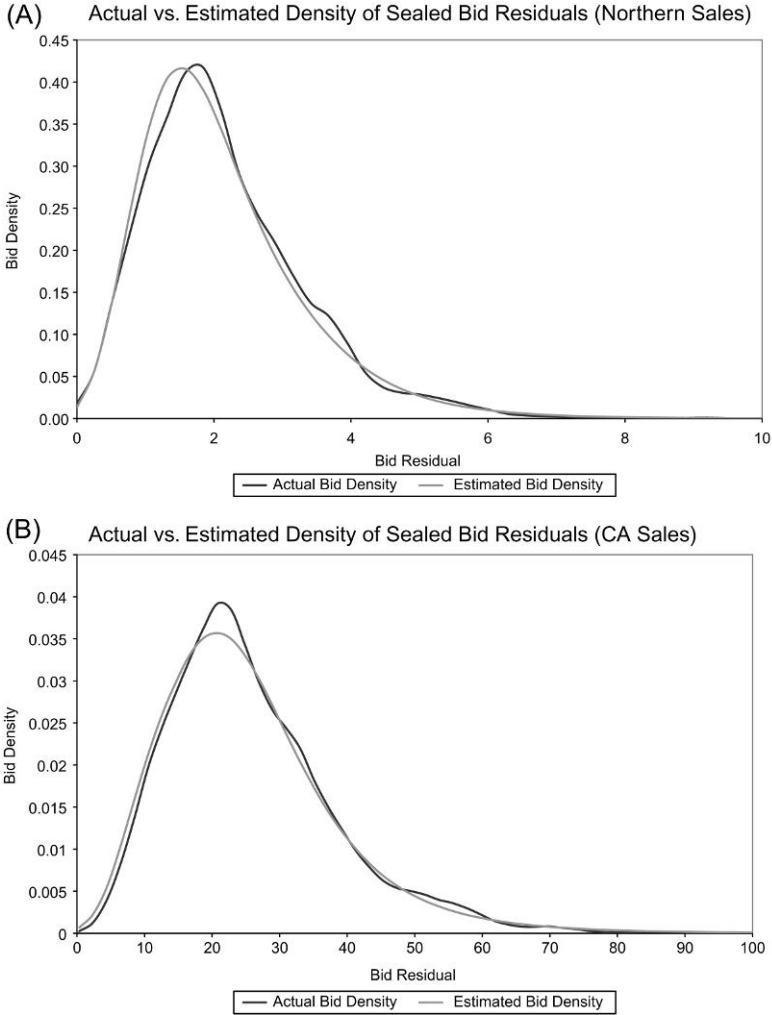 (A) Actual vs. Estimated Density of Sealed Bid Residuals (Northern Sales)
0.45
0.40
0.35
0.30
0.25
0.20
0.15
0.10
0.05
0.00
Bid Density
0 2 4 6 8 10
Bid Residual
Actual Bid Density Estimated Bid Density
(B) Actual vs. Estimated Density of Sealed Bid Residuals (CA Sales)
0.045
0.04
0.035
0.03
0.025
0.02
0.015
0.01
0.005
0
Bid Density
0 10 20 30 40 50 60 70 80 90 100
Bid Residual
Actual Bid Density Estimated Bid Density